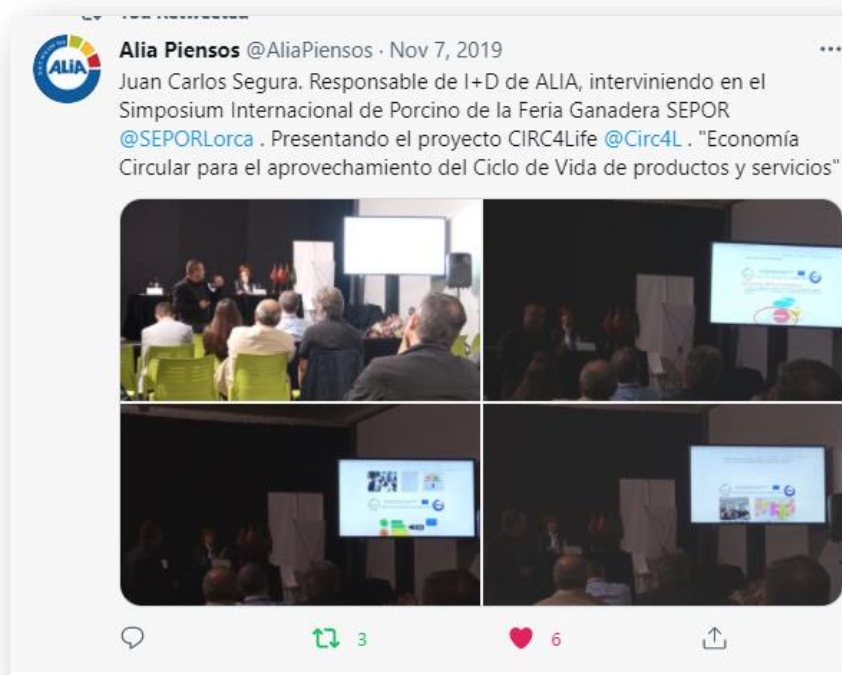 Alia Piensos @AliaPiensos · Nov 7, 2019
ALiA
Juan Carlos Segura. Responsable de I+D de ALIA, interviniendo en el
Simposium Internacional de Porcino de la Feria Ganadera SEPOR
@SEPORLorca . Presentando el proyecto CIRC4Life @Circ4L . "Economía
Circular para el aprovechamiento del Ciclo de Vida de productos y servicios"
3
6